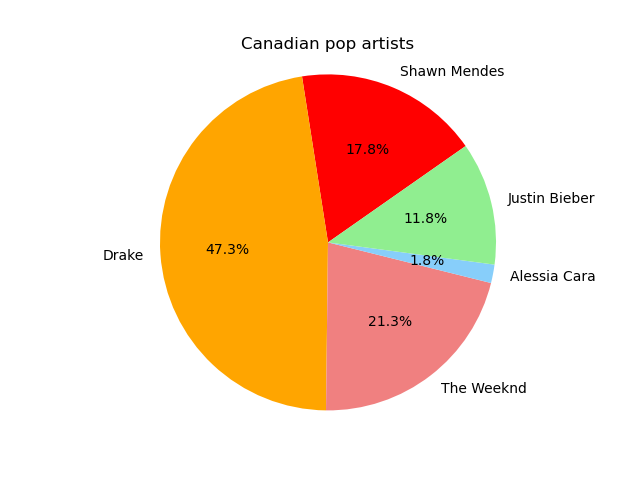 Canadian pop artists
Shawn Mendes
17.8%
Justin Bieber
11.8%
Drake
47.3%
1.8%
Alessia Cara
21.3%
The Weeknd